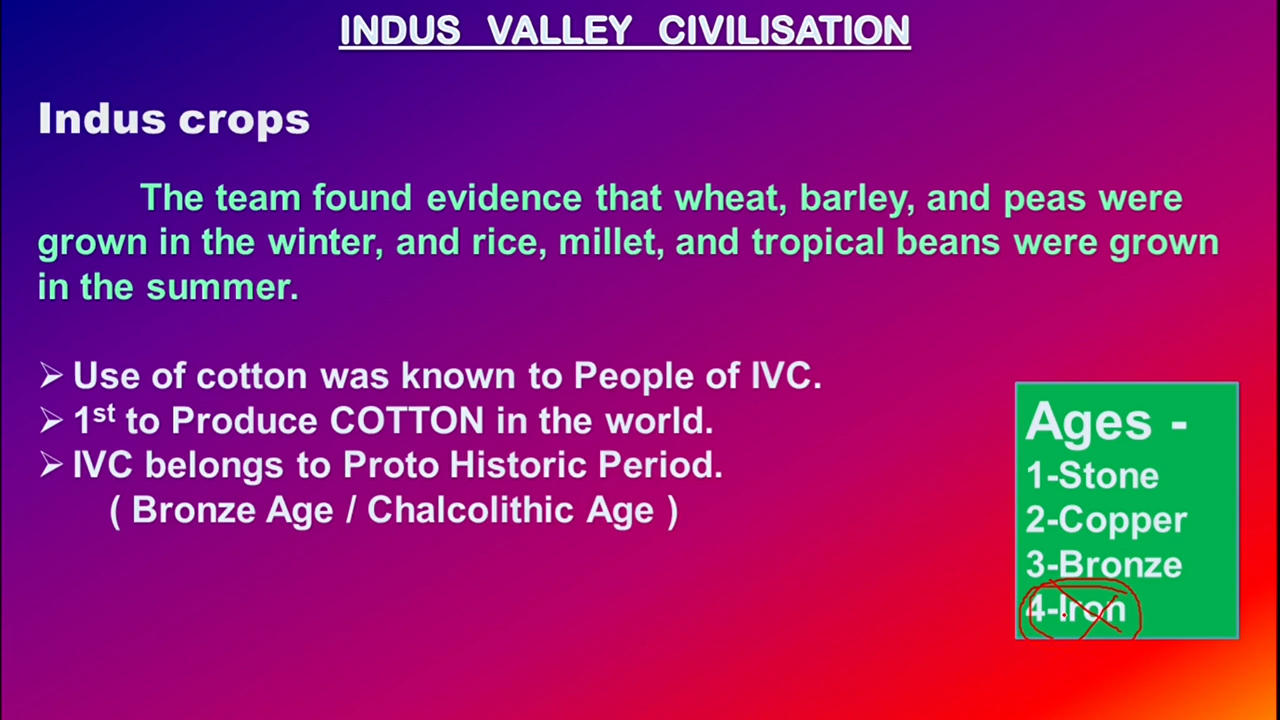 INDUS VALLEY CIVILISATION
Indus crops
The team found evidence that wheat, barley, and peas were
grown in the winter, and rice, millet, and tropical beans were grown
in the summer.
➢ Use of cotton was known to People of IVC.
➢ 1st to Produce COTTON in the world.
➢ IVC belongs to Proto Historic Period.
( Bronze Age / Chalcolithic Age )
Ages -
1-Stone
2-Copper
3-Bronze
4-Iron